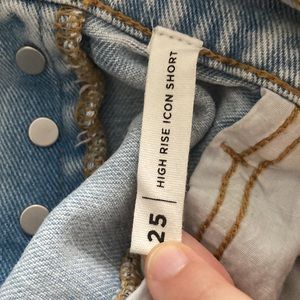 25 | HIGH RISE ICON SHORT